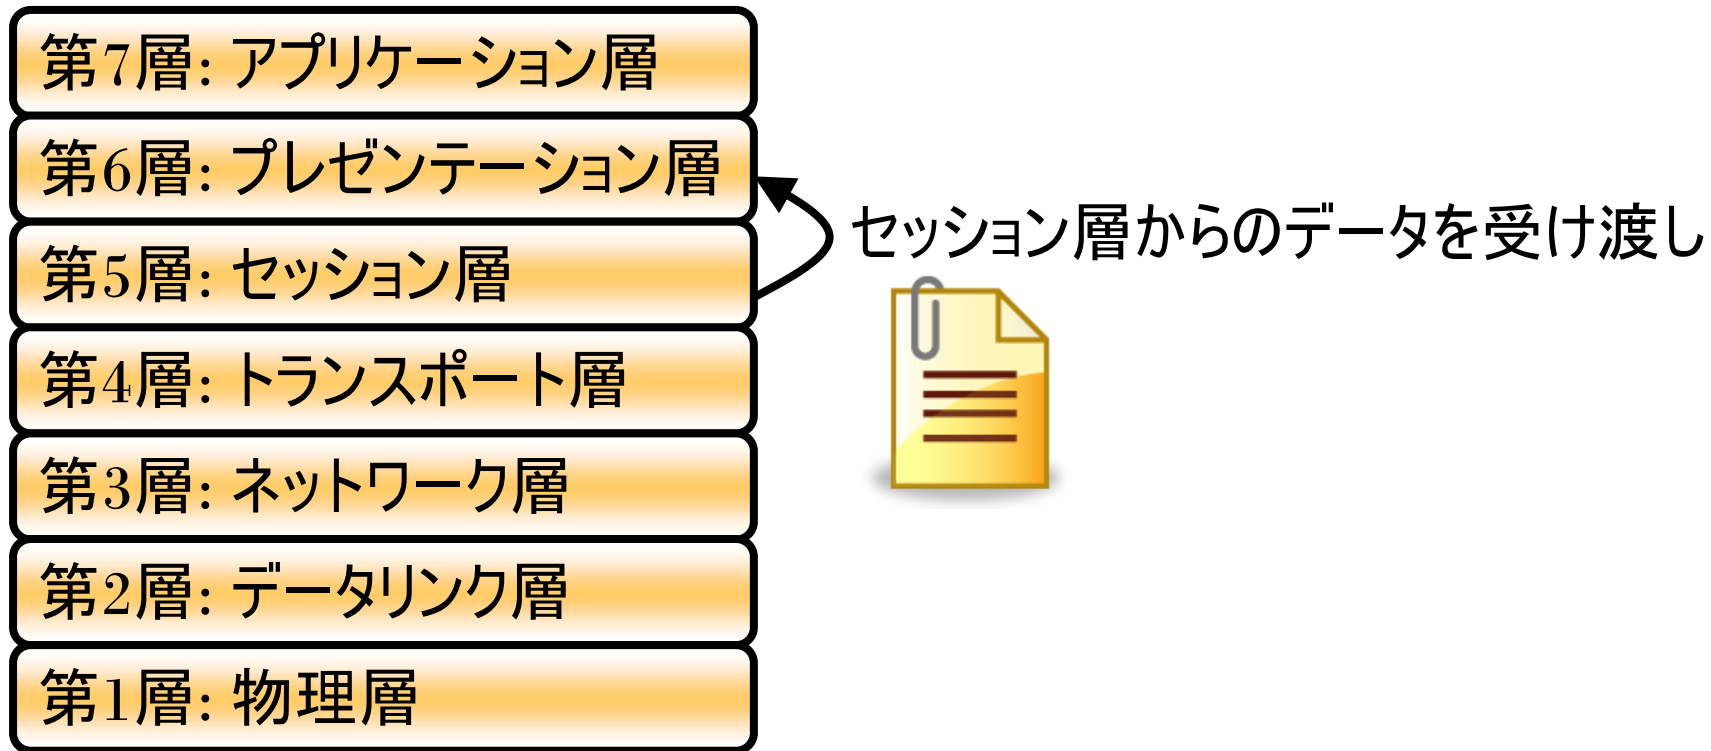 第7層: アプリケーション層
第6層: プレゼンテーション層
セッション層からのデータを受け渡し
第5層: セッション層
第4層: トランスポート層
第3層: ネットワーク層
第2層: データリンク層
第1層: 物理層